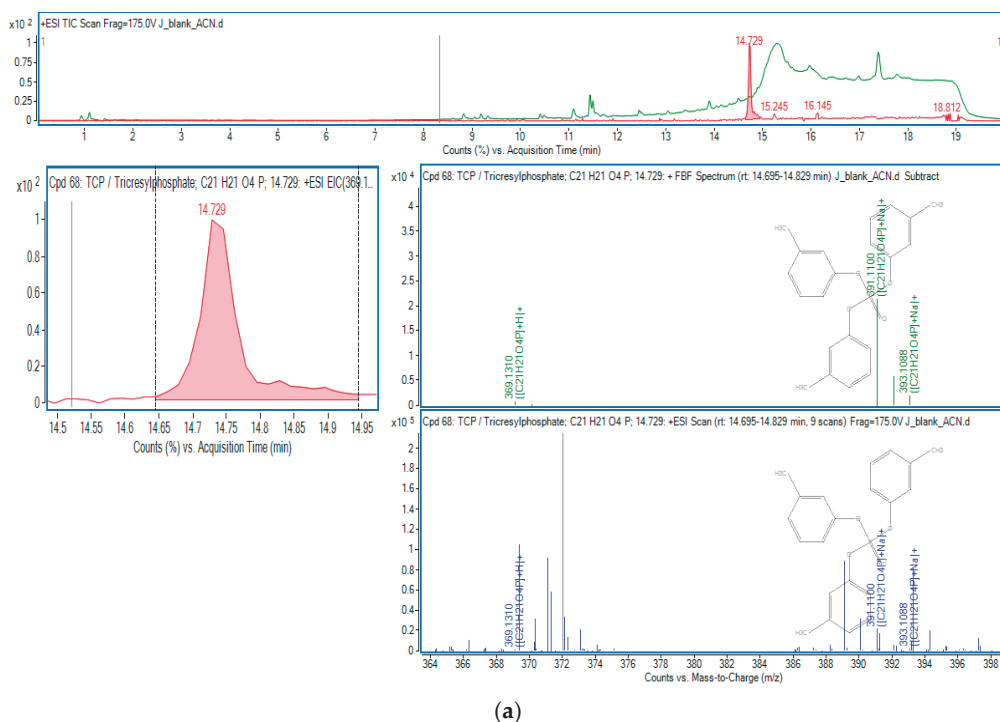 +ESI TIC Scan Frag=175.0V J_blank_ACN.d
x10 2
1
1
1
0.75
0.5
0.25
0
14.729
15.245
16.145
18.812
1 2 3 4 5 6 7 8 9 10 11 12 13 14 15 16 17 18 19
Counts (%) vs. Acquisition Time (min)
Cpd 68: TCP / Tricresylphosphate; C21 H21 O4 P; 14.729: +ESI EIC(369.1...
x10 2
14.729
1
0.8
0.6
0.4
0.2
0
14.5 14.55 14.6 14.65 14.7 14.75 14.8 14.85 14.9 14.95
Counts (%) vs. Acquisition Time (min)
Cpd 68: TCP / Tricresylphosphate; C21 H21 O4 P; 14.729: + FBF Spectrum (rt: 14.695-14.829 min) J_blank_ACN.d Subtract
x10 4
4.5
4
3.5
3
2.5
2
1.5
1
0.5
0
369.1310
([C21H21O4P]+H)+
391.1100
([C21H21O4P]+Na)+
393.1088
([C21H21O4P]+Na)+
CH3
H3C
H3C
Cpd 68: TCP / Tricresylphosphate; C21 H21 O4 P; 14.729: +ESI Scan (rt: 14.695-14.829 min, 9 scans) Frag=175.0V J_blank_ACN.d
x10 5
2
1.8
1.6
1.4
1.2
1
0.8
0.6
0.4
0.2
0
369.1310
([C21H21O4P]+H)+
391.1100
([C21H21O4P]+Na)+
393.1088
([C21H21O4P]+Na)+
CH3
H3C
H3C
364 366 368 370 372 374 376 378 380 382 384 386 388 390 392 394 396 398
Counts vs. Mass-to-Charge (m/z)
(a)